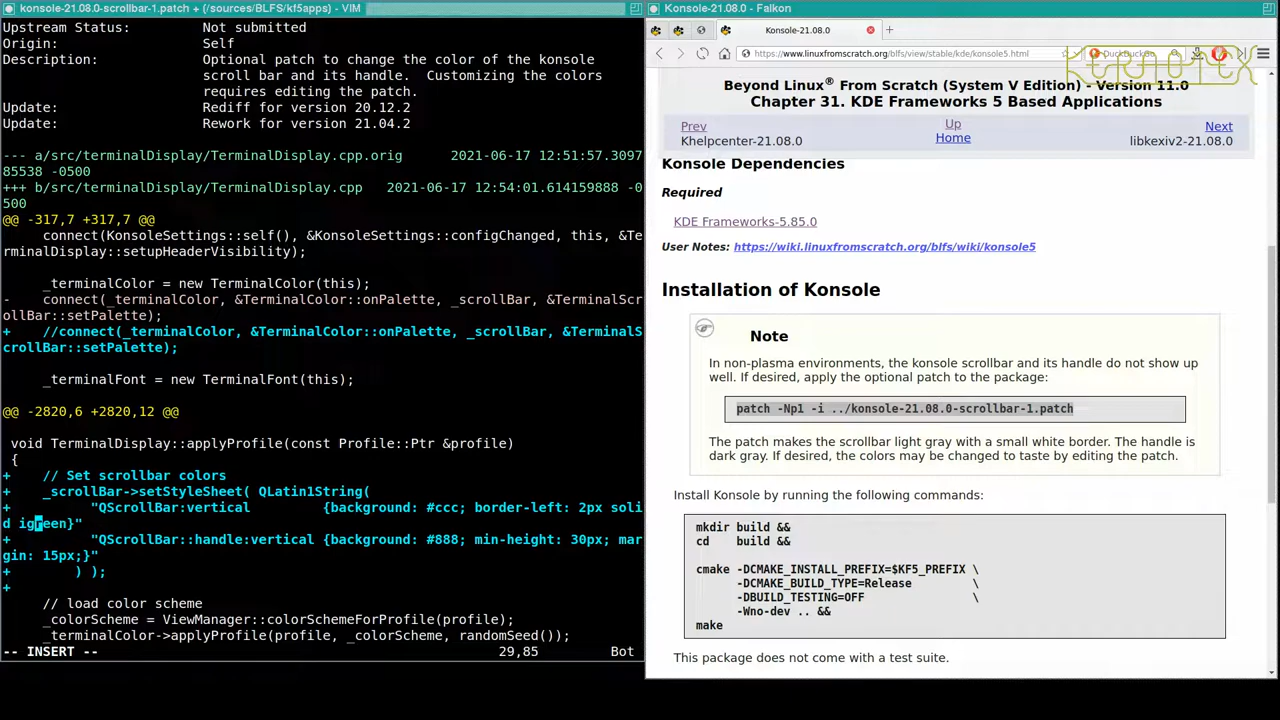 konsole-21.08.0-scrollbar-1.patch + (/sources/BLFS/kf5apps) - VIM
Upstream Status:        Not submitted
Origin:                 Self
Description:            Optional patch to change the color of the konsole
                        scroll bar and its handle.  Customizing the colors
                        requires editing the patch.
Update:                 Rediff for version 20.12.2
Update:                 Rework for version 21.04.2
--- a/src/terminalDisplay/TerminalDisplay.cpp.orig      2021-06-17 12:51:57.3097
85538 -0500
+++ b/src/terminalDisplay/TerminalDisplay.cpp   2021-06-17 12:54:01.614159888 -0
500
@@ -317,7 +317,7 @@
     connect(KonsoleSettings::self(), &KonsoleSettings::configChanged, this, &Te
rminalDisplay::setupHeaderVisibility);
     _terminalColor = new TerminalColor(this);
-    connect(_terminalColor, &TerminalColor::onPalette, _scrollBar, &TerminalScr
ollBar::setPalette);
+    //connect(_terminalColor, &TerminalColor::onPalette, _scrollBar, &TerminalS
crollBar::setPalette);
     _terminalFont = new TerminalFont(this);
@@ -2820,6 +2820,12 @@
 void TerminalDisplay::applyProfile(const Profile::Ptr &profile)
 {
+    // Set scrollbar colors
+    _scrollBar->setStyleSheet( QLatin1String(
+          "QScrollBar:vertical         {background: #ccc; border-left: 2px soli
d igreen}"
+          "QScrollBar::handle:vertical {background: #888; min-height: 30px; mar
gin: 15px;}"
+        ) );
+
     // load color scheme
     _colorScheme = ViewManager::colorSchemeForProfile(profile);
     _terminalColor->applyProfile(profile, _colorScheme, randomSeed());
-- INSERT --                                                  29,85         Bot
Konsole-21.08.0 - Falkon
Konsole-21.08.0
https://www.linuxfromscratch.org/blfs/view/stable/kde/konsole5.html
DuckDuckGo
KERNOTEX
Beyond Linux® From Scratch (System V Edition) - Version 11.0
Chapter 31. KDE Frameworks 5 Based Applications
Prev Up Next
Khelpcenter-21.08.0 Home libkexiv2-21.08.0
Konsole Dependencies
Required
KDE Frameworks-5.85.0
User Notes: https://wiki.linuxfromscratch.org/blfs/wiki/konsole5
Installation of Konsole
Note
In non-plasma environments, the konsole scrollbar and its handle do not show up
well. If desired, apply the optional patch to the package:
patch -Np1 -i ../konsole-21.08.0-scrollbar-1.patch
The patch makes the scrollbar light gray with a small white border. The handle is
dark gray. If desired, the colors may be changed to taste by editing the patch.
Install Konsole by running the following commands:
mkdir build &&
cd    build &&
cmake -DCMAKE_INSTALL_PREFIX=$KF5_PREFIX \
      -DCMAKE_BUILD_TYPE=Release         \
      -DBUILD_TESTING=OFF                \
      -Wno-dev .. &&
make
This package does not come with a test suite.